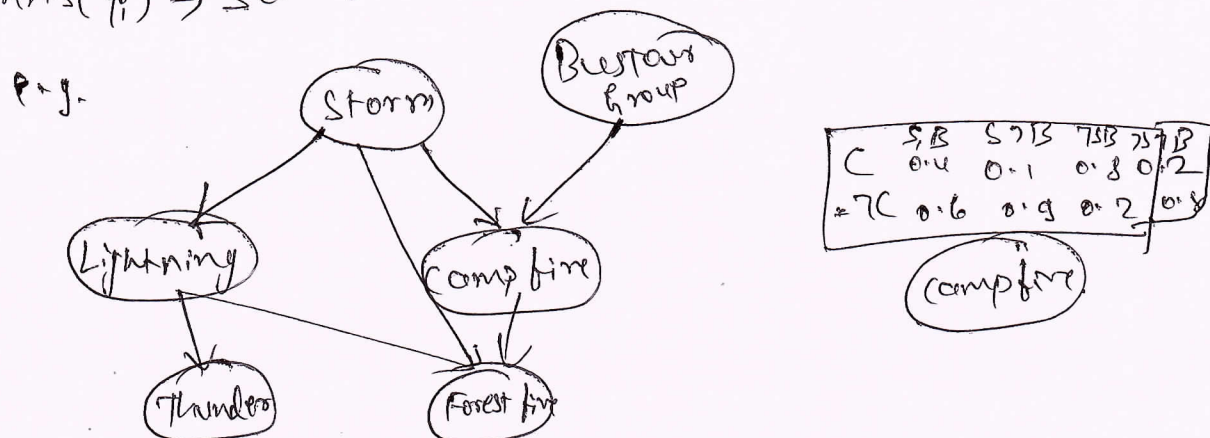 e.g.
Storm
Bustour
Group
S,B S¬B ¬SB ¬S¬B
C 0.4 0.1 0.8 0.2
¬C 0.6 0.9 0.2 0.8
Lightning
Campfire
Campfire
Thunder
Forest fire